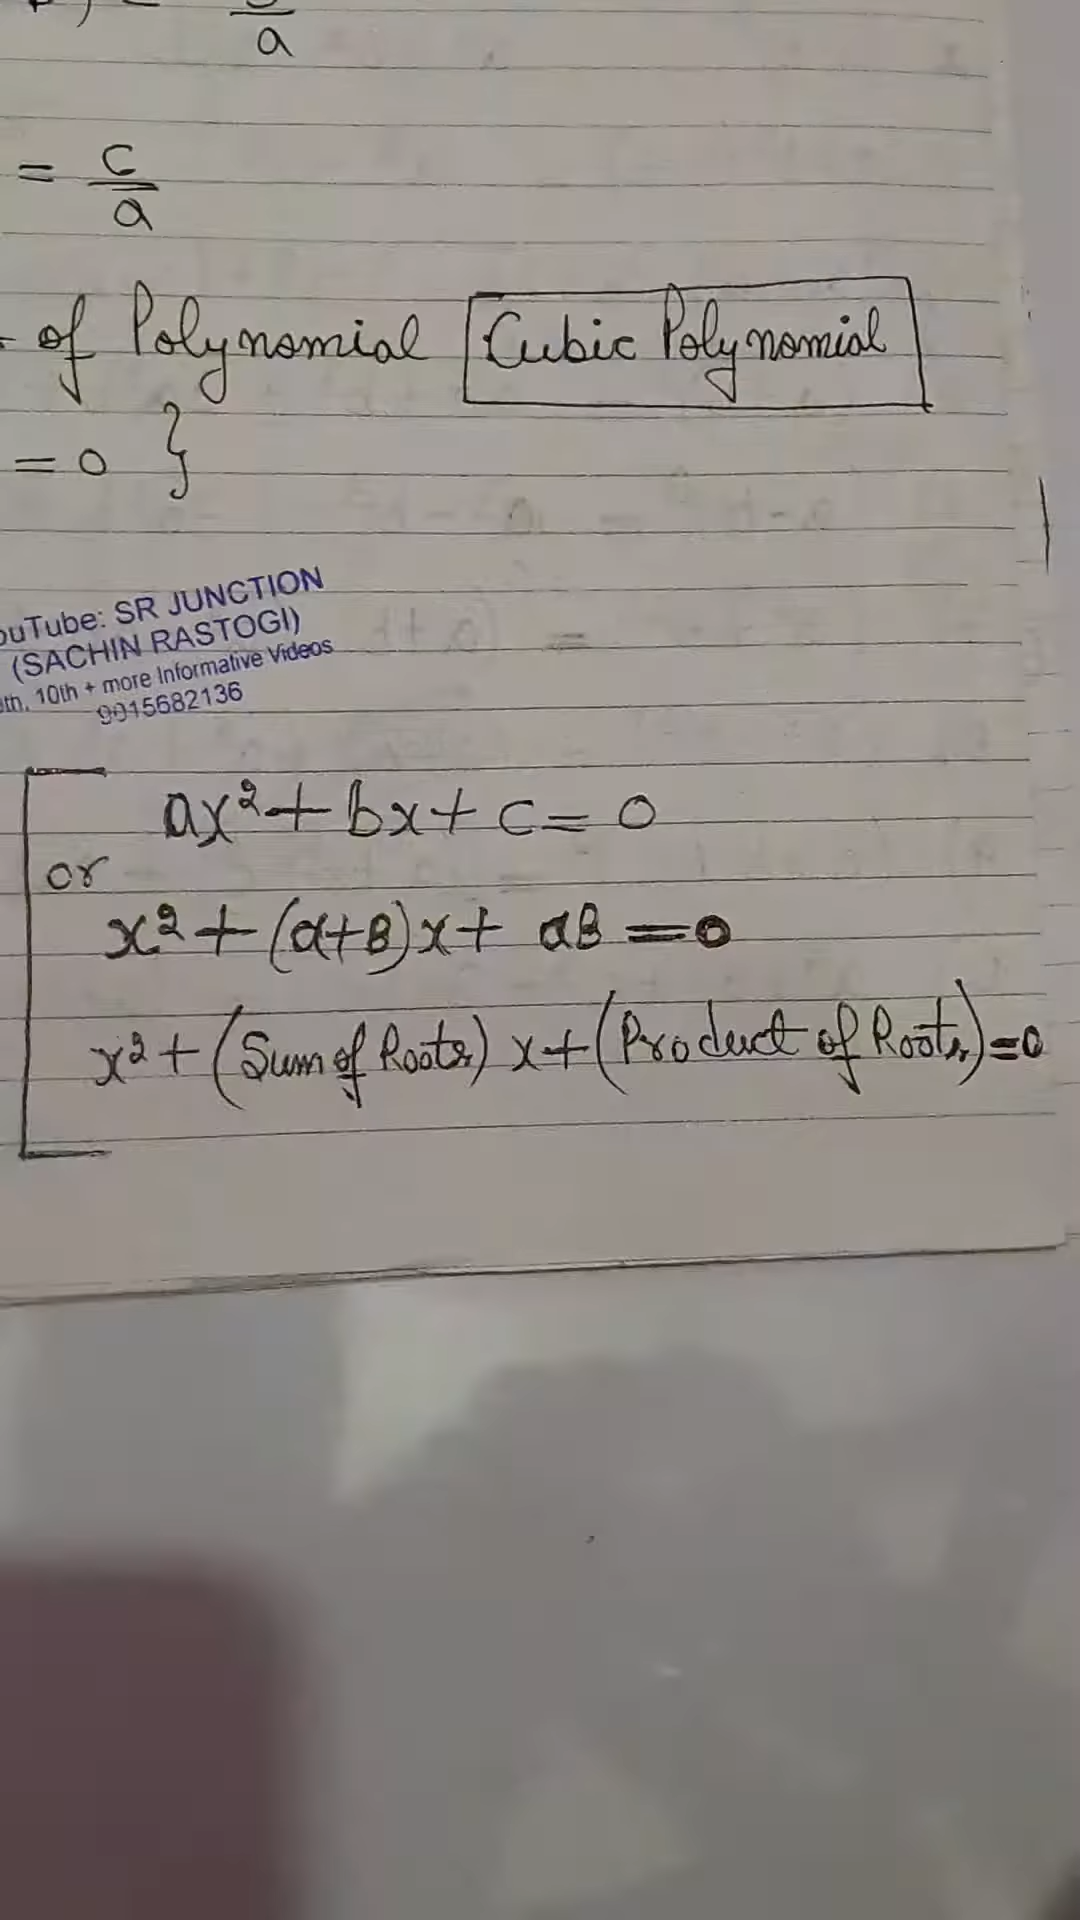 a
= c
a
of Polynomial Cubic Polynomial
= 0 }
ouTube: SR JUNCTION
(SACHIN RASTOGI)
th, 10th + more Informative Videos
9015682136
ax² + bx + c = 0
or
x² + (α+β)x + αβ = 0
x² + (Sum of Roots) x + (Product of Roots) = 0